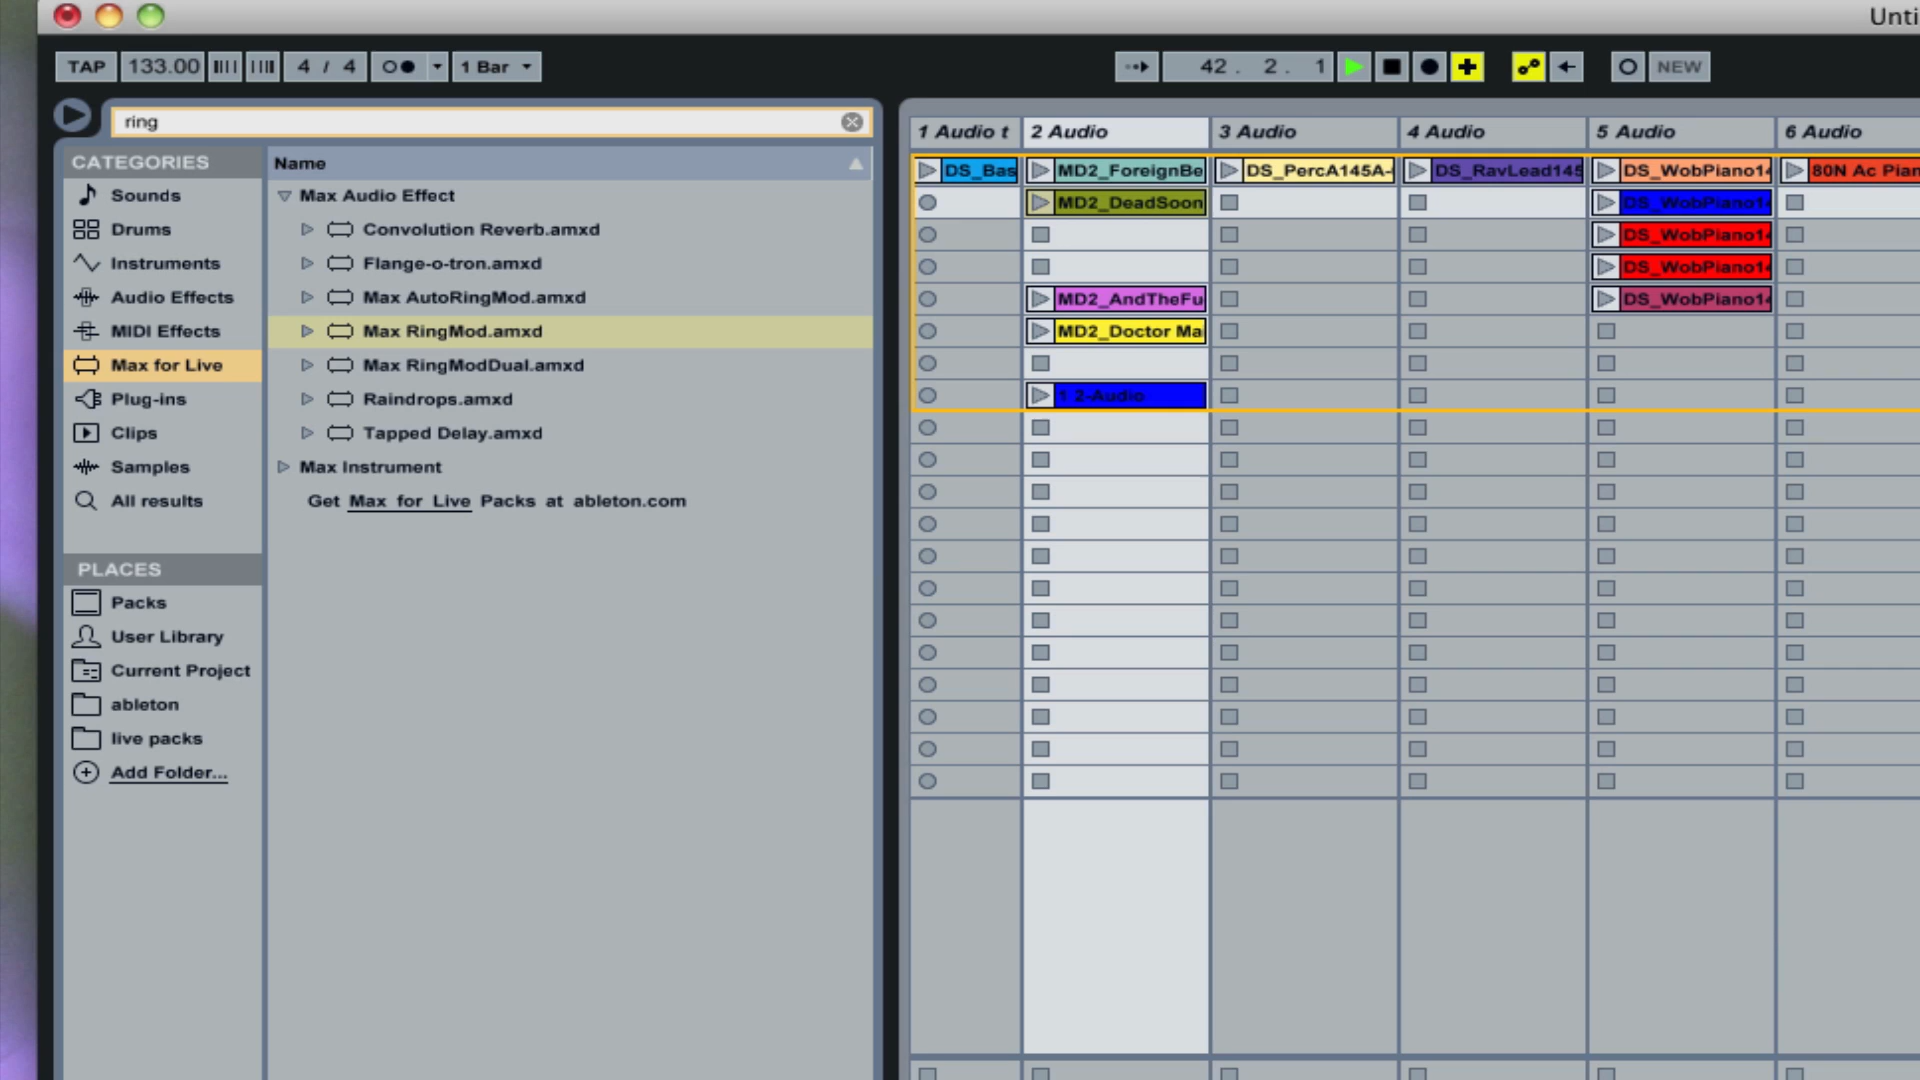 Unti
TAP 133.00 4 / 4 1 Bar 42. 2. 1 NEW
ring
CATEGORIES
Sounds
Drums
Instruments
Audio Effects
MIDI Effects
Max for Live
Plug-ins
Clips
Samples
All results
PLACES
Packs
User Library
Current Project
ableton
live packs
Add Folder...
Name
Max Audio Effect
Convolution Reverb.amxd
Flange-o-tron.amxd
Max AutoRingMod.amxd
Max RingMod.amxd
Max RingModDual.amxd
Raindrops.amxd
Tapped Delay.amxd
Max Instrument
Get Max for Live Packs at ableton.com
1 Audio t 2 Audio 3 Audio 4 Audio 5 Audio 6 Audio
DS_Bas MD2_ForeignBe DS_PercA145A- DS_RavLead145 DS_WobPiano14 80N Ac Pian
MD2_DeadSoon DS_WobPiano14
DS_WobPiano14
DS_WobPiano14
MD2_AndTheFu DS_WobPiano14
MD2_Doctor Ma
1 2-Audio